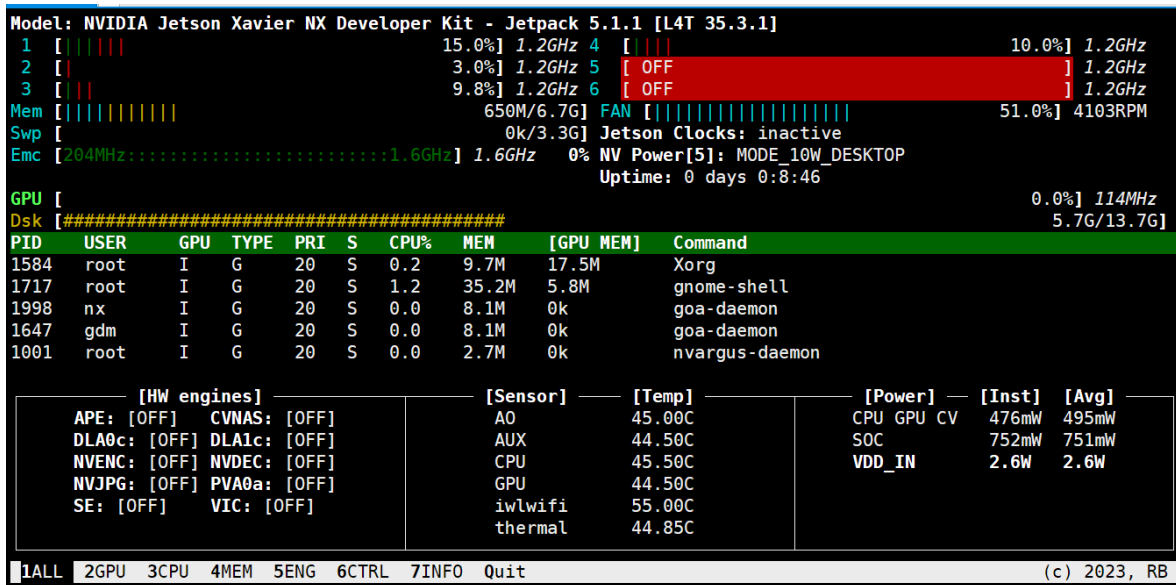 Model: NVIDIA Jetson Xavier NX Developer Kit - Jetpack 5.1.1 [L4T 35.3.1]
1 [||||||| 15.0%] 1.2GHz 4 [||||| 10.0%] 1.2GHz
2 [| 3.0%] 1.2GHz 5 [ OFF ] 1.2GHz
3 [||| 9.8%] 1.2GHz 6 [ OFF ] 1.2GHz
Mem [||||||||||| 650M/6.7G] FAN [||||||||||||||||||| 51.0%] 4103RPM
Swp [ 0k/3.3G] Jetson Clocks: inactive
Emc [204MHz:::::::::::::::::::::::::1.6GHz] 1.6GHz 0% NV Power[5]: MODE_10W_DESKTOP
Uptime: 0 days 0:8:46
GPU [ 0.0%] 114MHz
Dsk [########################################## 5.7G/13.7G]
PID USER GPU TYPE PRI S CPU% MEM [GPU MEM] Command
1584 root I G 20 S 0.2 9.7M 17.5M Xorg
1717 root I G 20 S 1.2 35.2M 5.8M gnome-shell
1998 nx I G 20 S 0.0 8.1M 0k goa-daemon
1647 gdm I G 20 S 0.0 8.1M 0k goa-daemon
1001 root I G 20 S 0.0 2.7M 0k nvargus-daemon
[HW engines] [Sensor] [Temp] [Power] [Inst] [Avg]
APE: [OFF] CVNAS: [OFF] AO 45.00C CPU GPU CV 476mW 495mW
DLA0c: [OFF] DLA1c: [OFF] AUX 44.50C SOC 752mW 751mW
NVENC: [OFF] NVDEC: [OFF] CPU 45.50C VDD_IN 2.6W 2.6W
NVJPG: [OFF] PVA0a: [OFF] GPU 44.50C
SE: [OFF] VIC: [OFF] iwlwifi 55.00C
thermal 44.85C
1ALL 2GPU 3CPU 4MEM 5ENG 6CTRL 7INFO Quit (c) 2023, RB